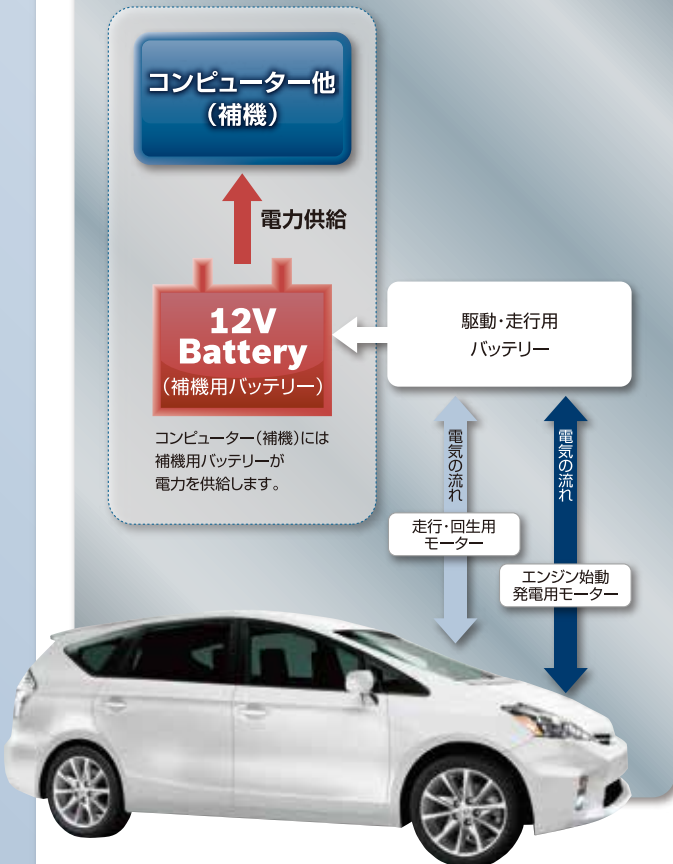 コンピューター他
（補機）
電力供給
12V
Battery
（補機用バッテリー）
コンピューター（補機）には
補機用バッテリーが
電力を供給します。
駆動・走行用
バッテリー
電気の流れ
電気の流れ
走行・回生用
モーター
エンジン始動
発電用モーター